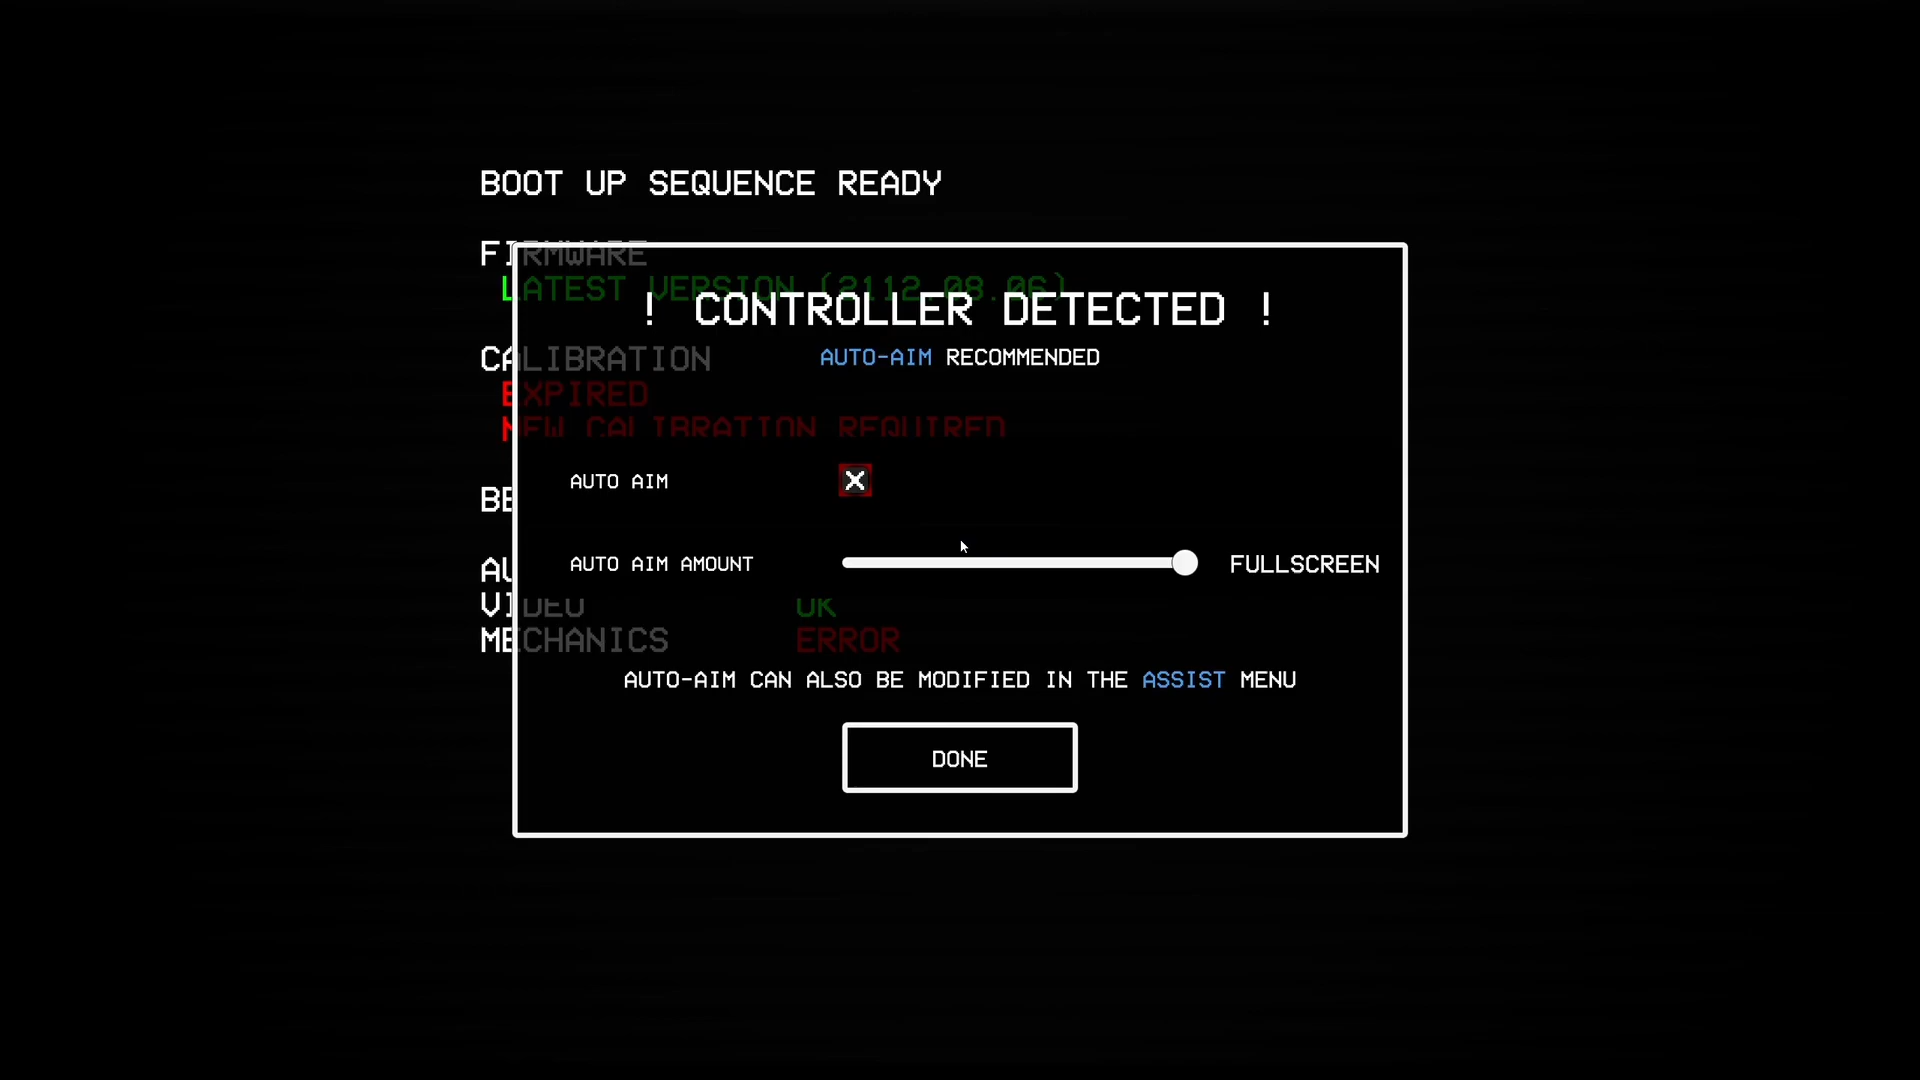 BOOT UP SEQUENCE READY
FIRMWARE
LATEST VERSION (2112.08.06)
! CONTROLLER DETECTED !
CALIBRATION
AUTO-AIM RECOMMENDED
EXPIRED
NEW CALIBRATION REQUIRED
AUTO AIM
X
BE
AUTO AIM AMOUNT
FULLSCREEN
AU
VIDEO OK
MECHANICS ERROR
AUTO-AIM CAN ALSO BE MODIFIED IN THE ASSIST MENU
DONE